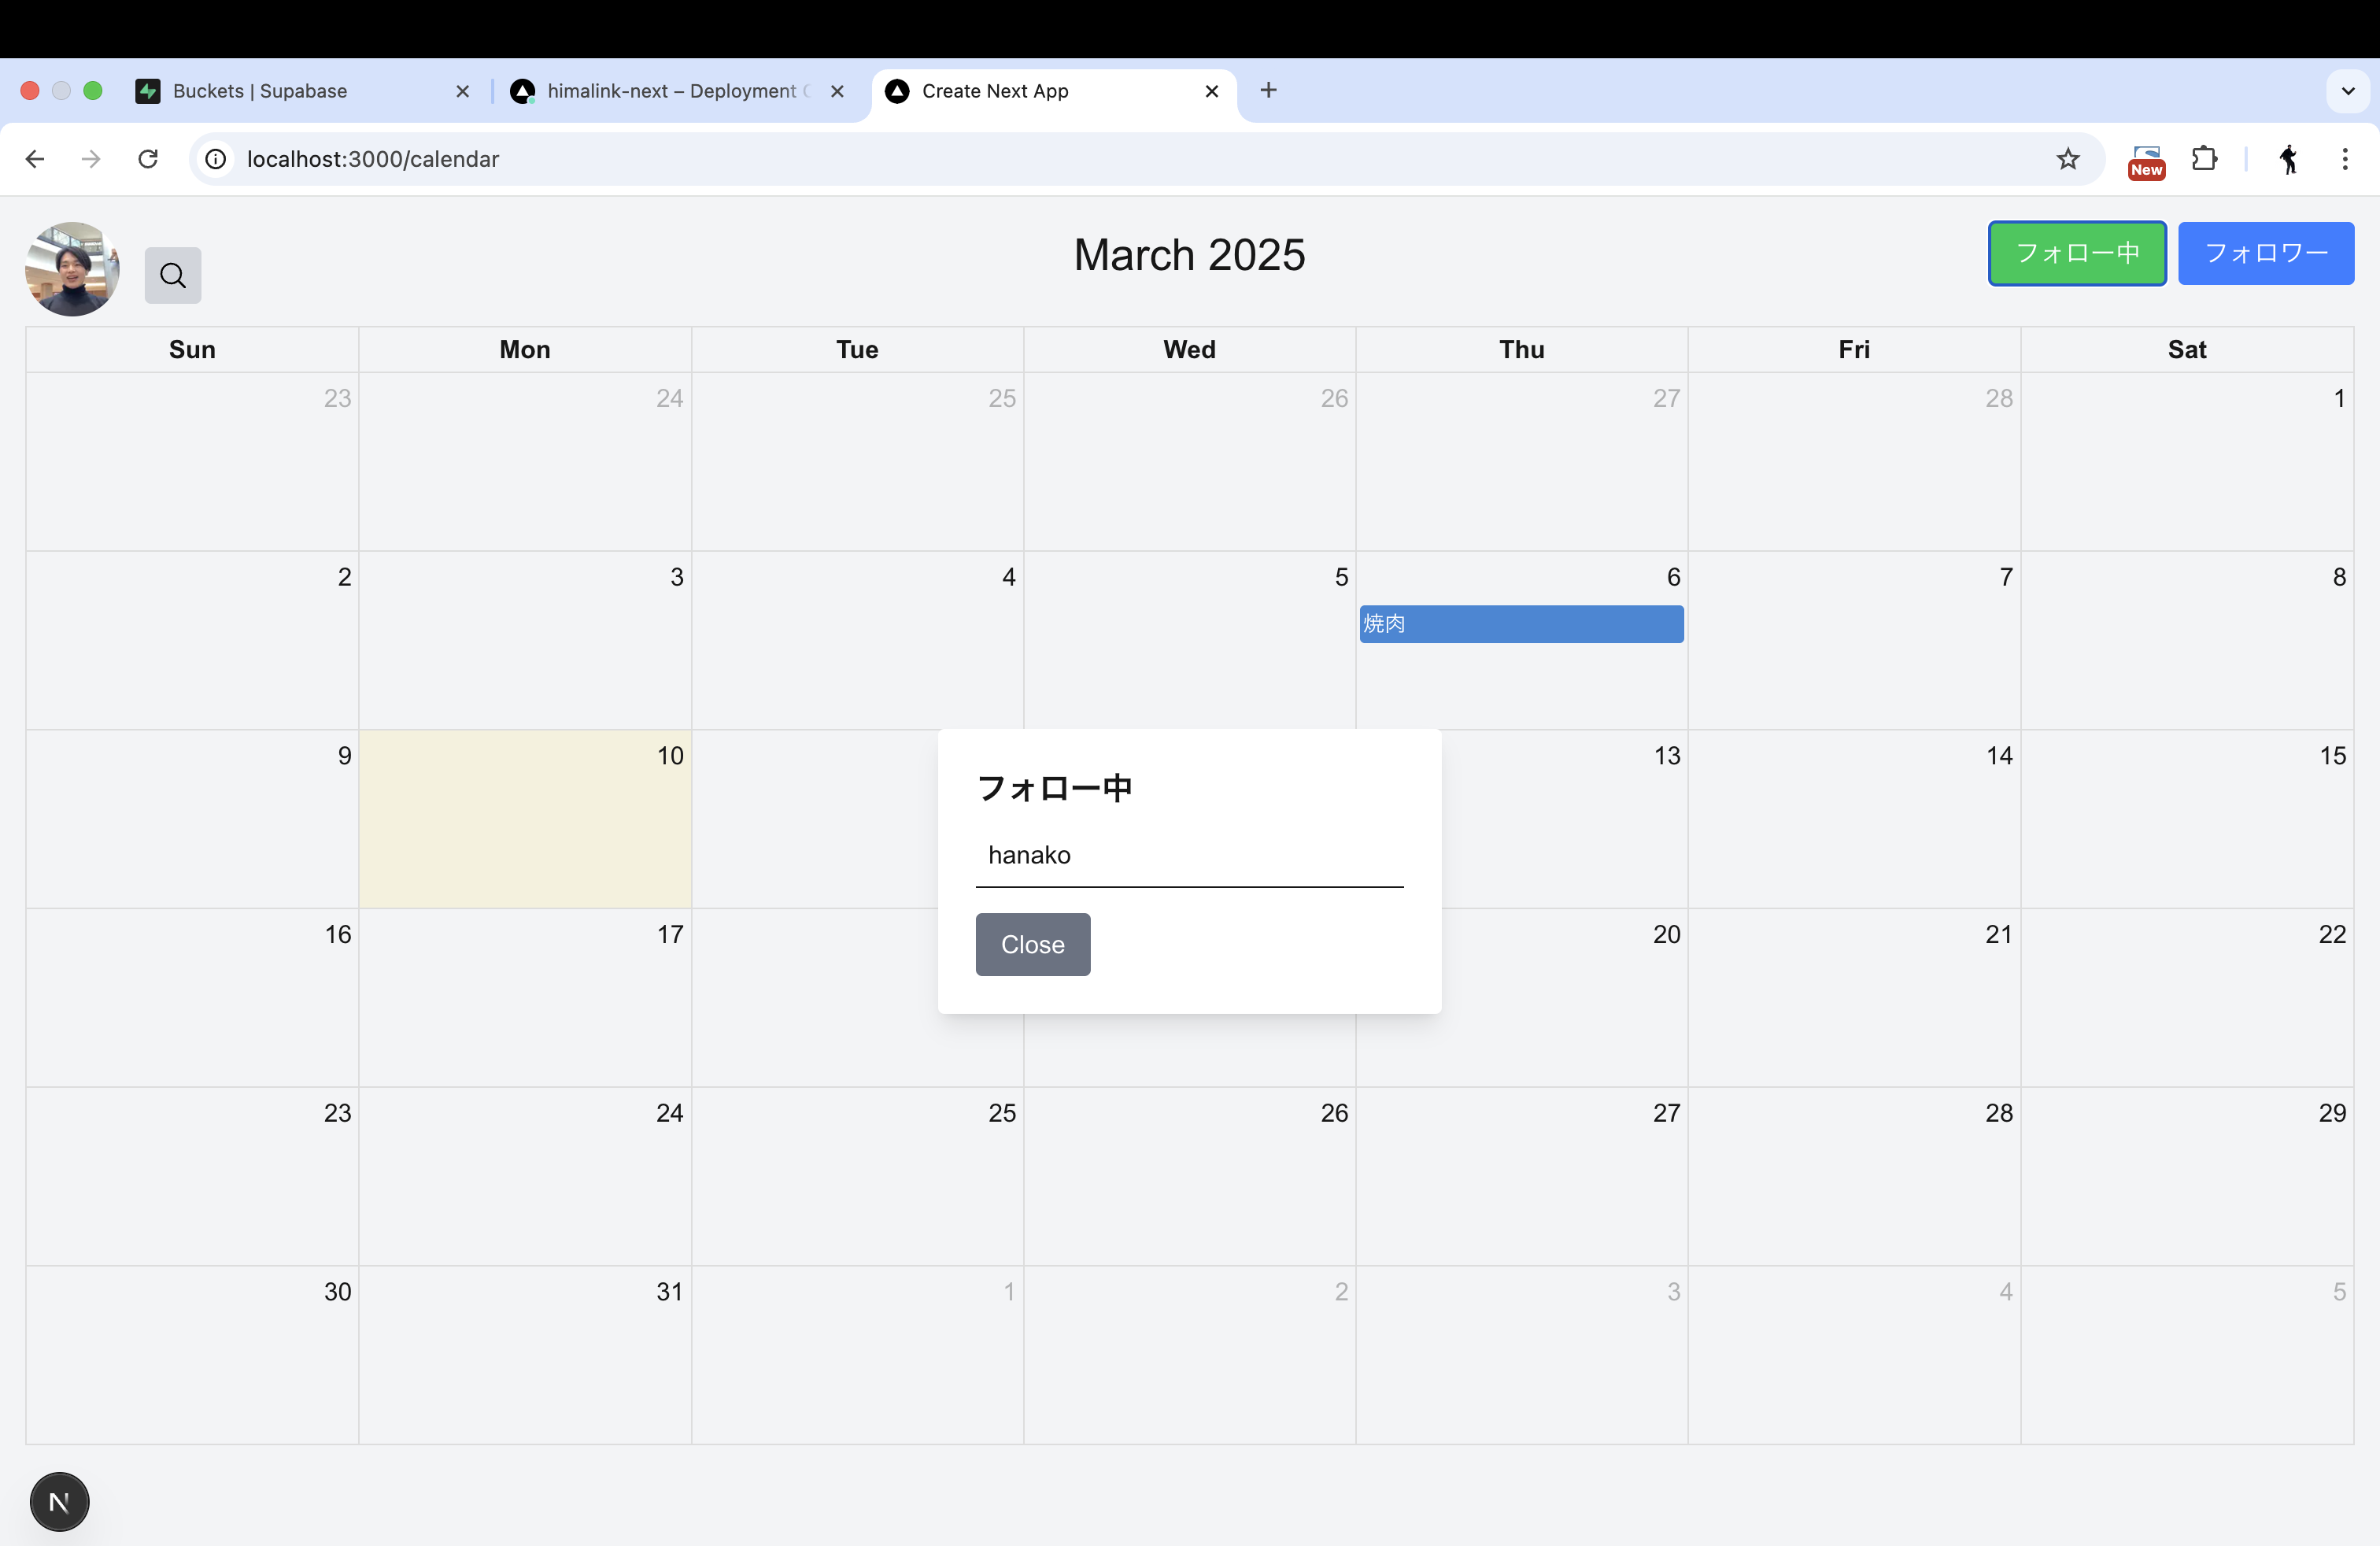 Buckets | Supabase
himalink-next – Deployment
Create Next App
localhost:3000/calendar
New
March 2025
フォロー中
フォロワー
Sun Mon Tue Wed Thu Fri Sat
23 24 25 26 27 28 1
2 3 4 5 6 7 8
焼肉
9 10 13 14 15
フォロー中
hanako
Close
16 17 20 21 22
23 24 25 26 27 28 29
30 31 1 2 3 4 5
N